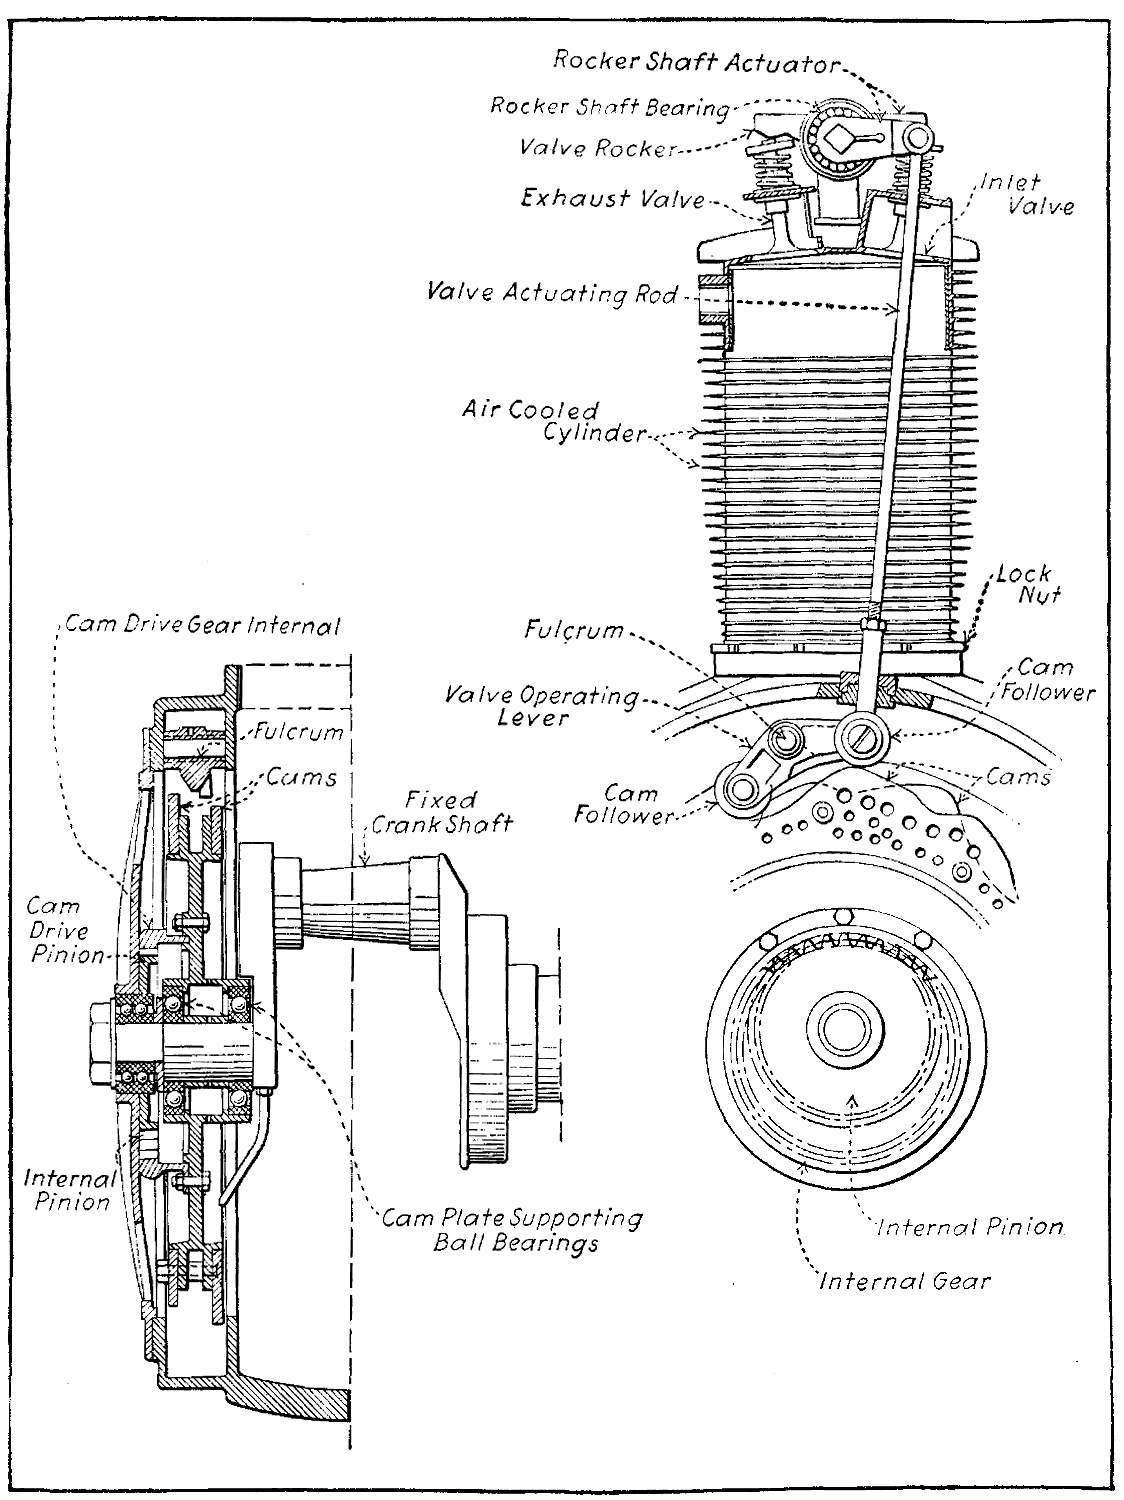 Rocker Shaft Actuator
Rocker Shaft Bearing
Valve Rocker
Exhaust Valve
Inlet
Valve
Valve Actuating Rod
Air Cooled
Cylinder
Lock
Nut
Fulcrum
Cam
Follower
Valve Operating
Lever
Cams
Cam
Follower
Cam Drive Gear Internal
Fulcrum
Cams
Fixed
Crank Shaft
Cam
Drive
Pinion
Internal
Pinion
Cam Plate Supporting
Ball Bearings
Internal Pinion
Internal Gear